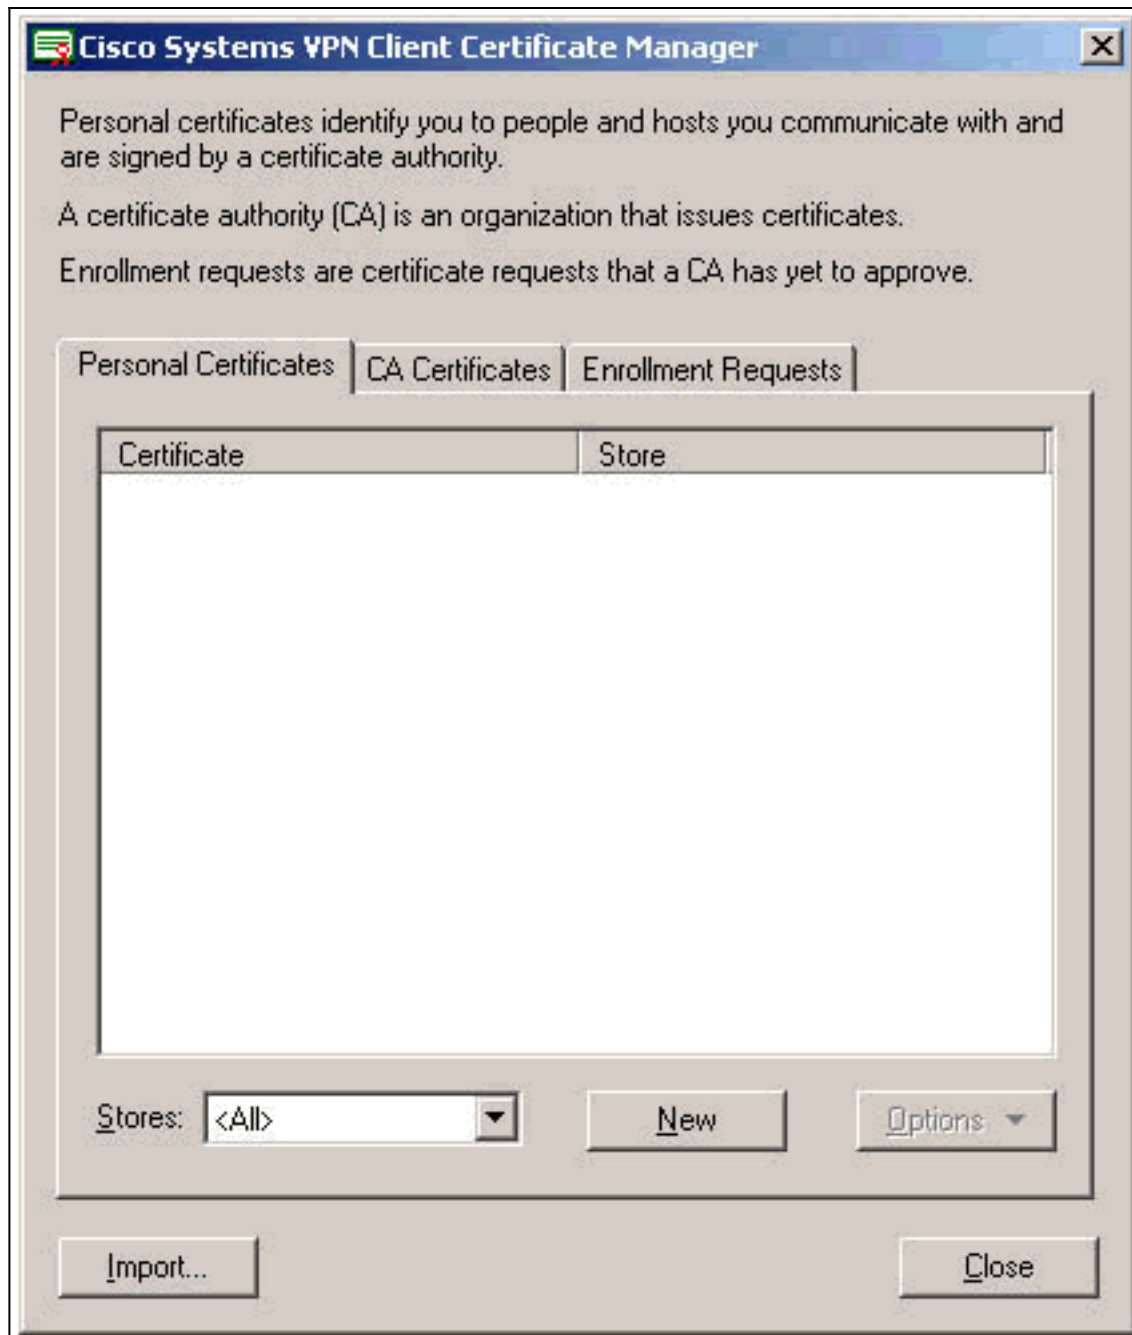 Cisco Systems VPN Client Certificate Manager
Personal certificates identify you to people and hosts you communicate with and
are signed by a certificate authority.
A certificate authority (CA) is an organization that issues certificates.
Enrollment requests are certificate requests that a CA has yet to approve.
Personal Certificates
CA Certificates
Enrollment Requests
Certificate
Store
Stores:
<All>
New
Options
Import...
Close